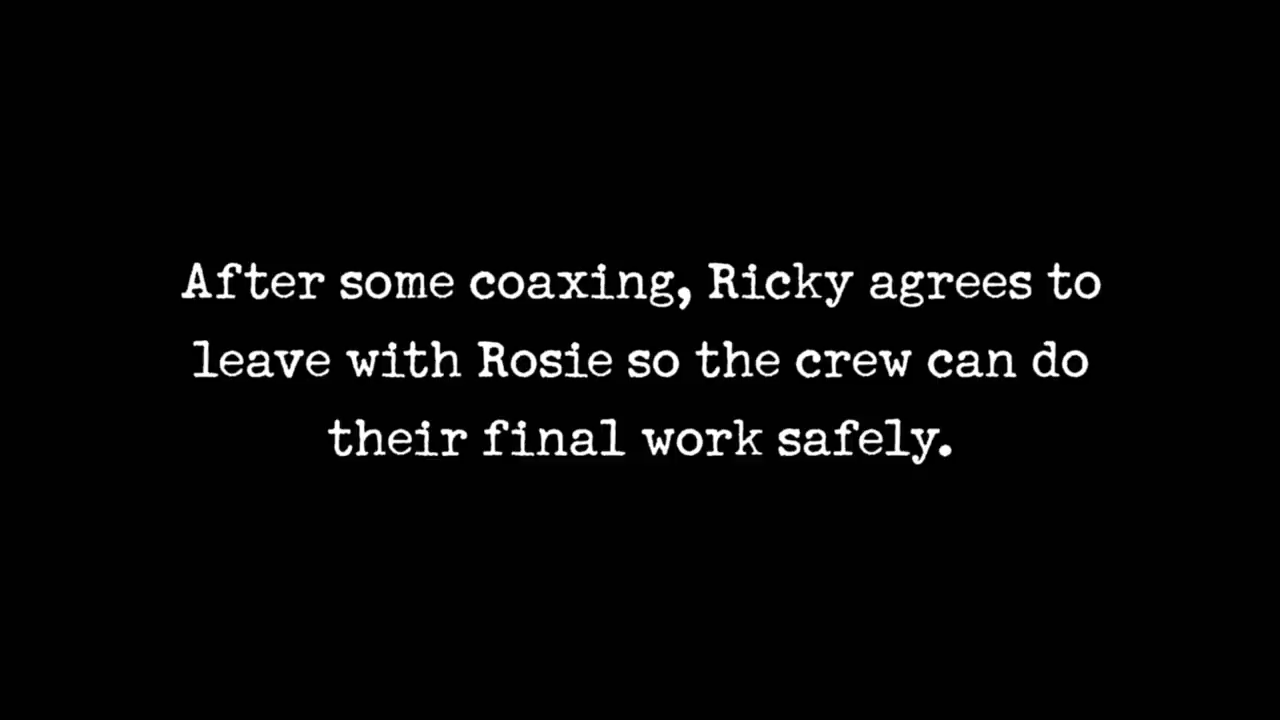 After some coaxing, Ricky agrees to
leave with Rosie so the crew can do
their final work safely.